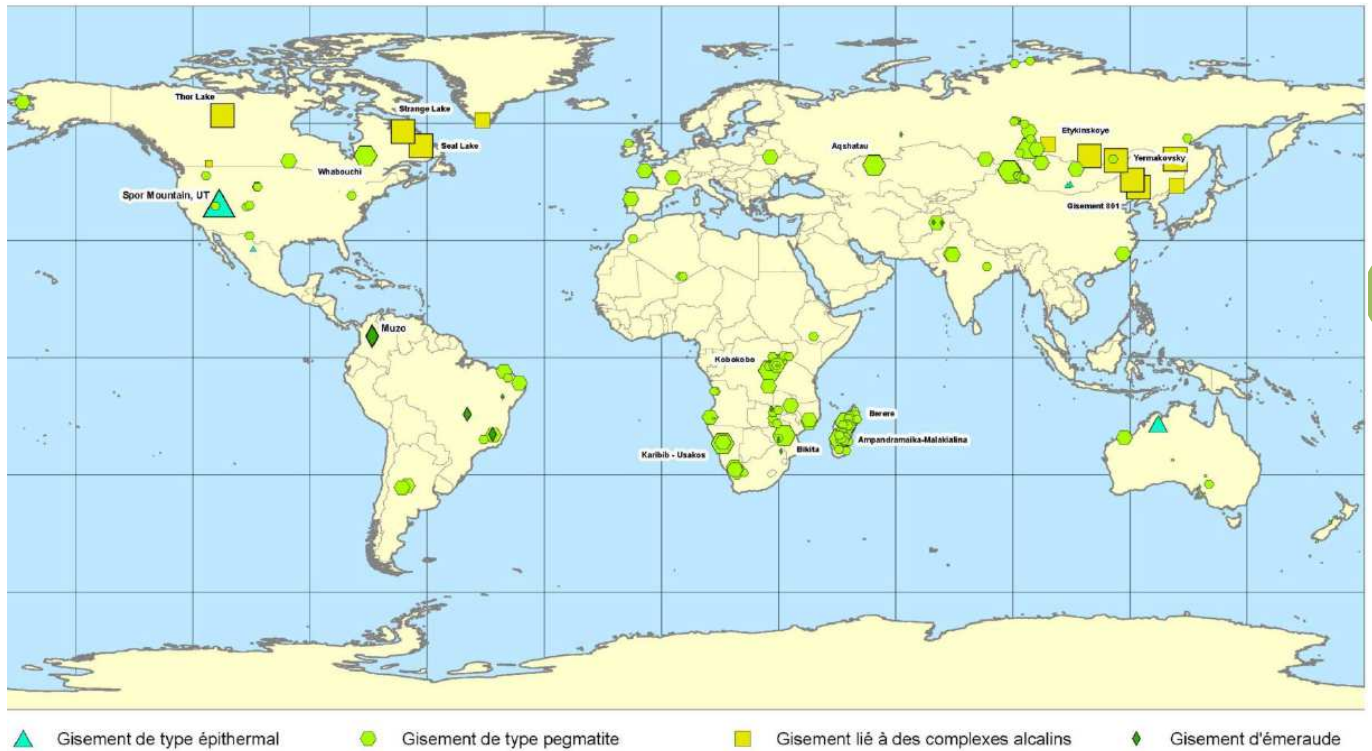 Thor Lake
Strange Lake
Seal Lake
Etykinskoye
Aqshatau
Yermakovsky
Whabouchi
Spor Mountain, UT
Gisement 801
Muzo
Kobokobo
Berere
Ampandramaika-Malakialina
Karibib - Usakos
Bikita
Gisement de type épithermal
Gisement de type pegmatite
Gisement lié à des complexes alcalins
Gisement d'émeraude